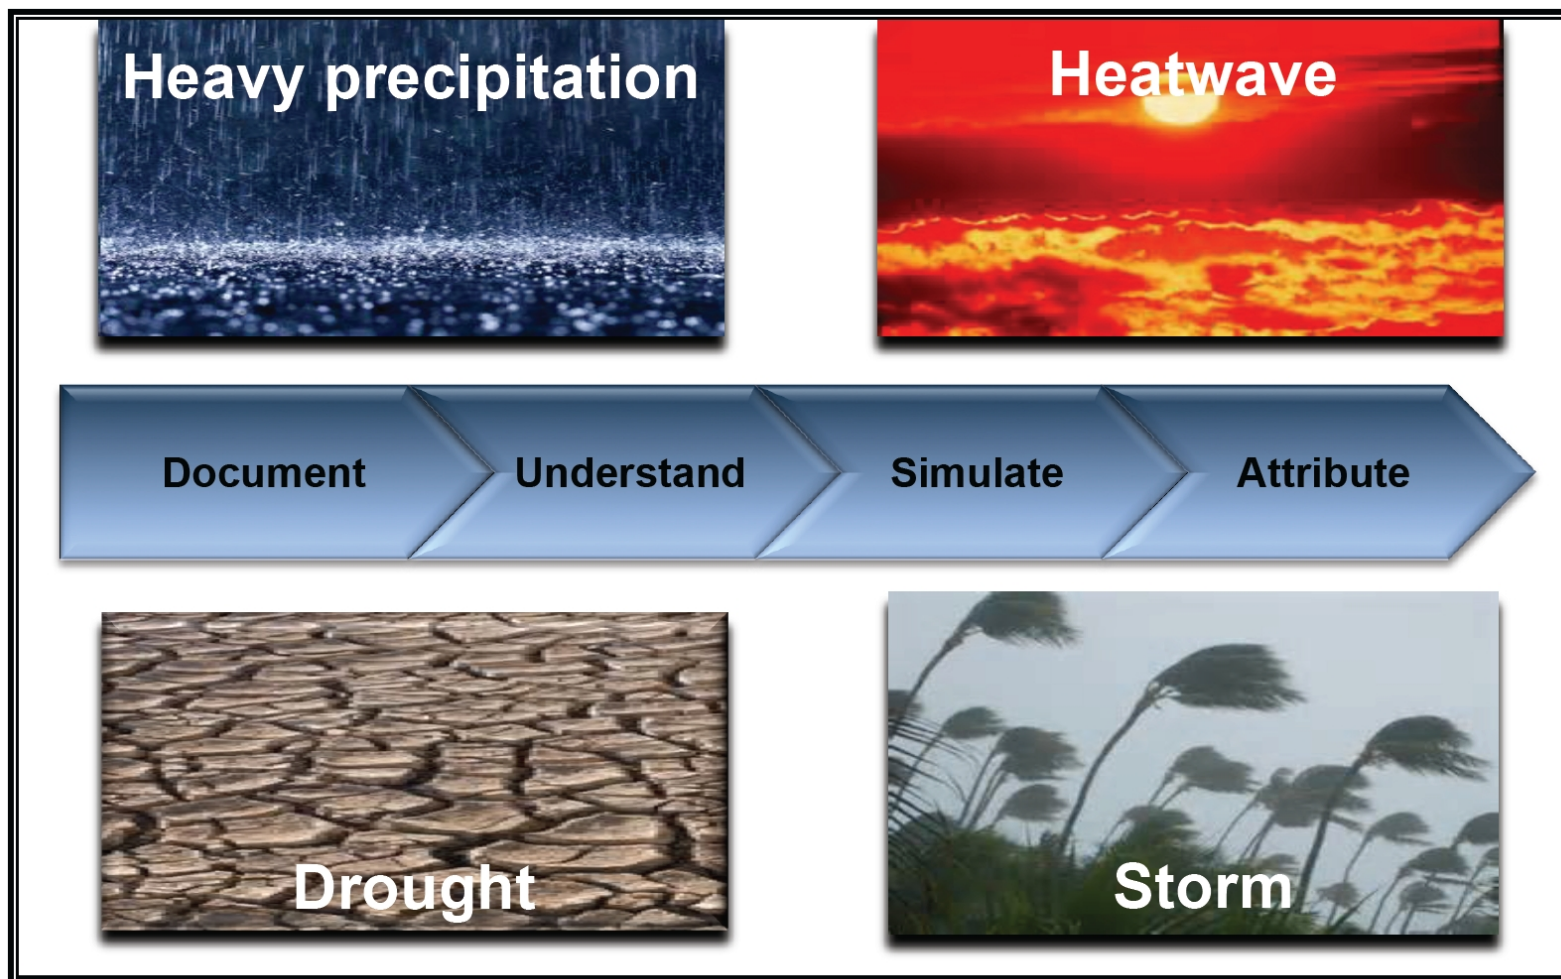 Heavy precipitation
Heatwave
Document
Understand
Simulate
Attribute
Drought
Storm